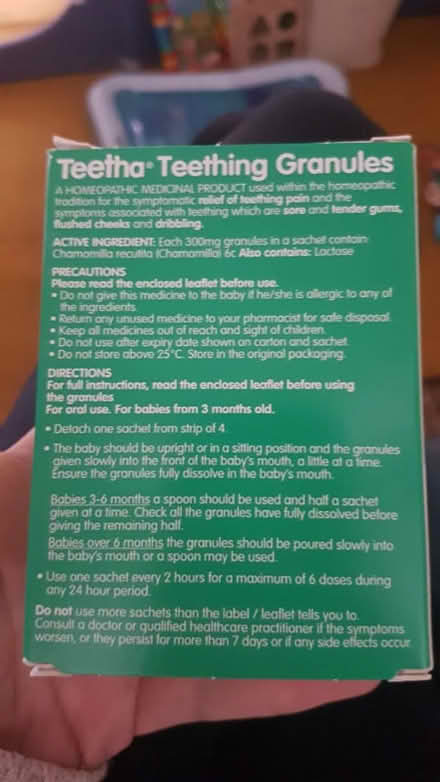 Teetha® Teething Granules
A HOMEOPATHIC MEDICINAL PRODUCT used within the homeopathic
tradition for the symptomatic relief of teething pain and the
symptoms associated with teething which are sore and tender gums,
flushed cheeks and dribbling.
ACTIVE INGREDIENT: Each 300mg granules in a sachet contain:
Chamomilla recutita (Chamomilla) 6c Also contains: Lactose
PRECAUTIONS
Please read the enclosed leaflet before use.
• Do not give this medicine to the baby if he/she is allergic to any of
the ingredients.
• Return any unused medicine to your pharmacist for safe disposal.
• Keep all medicines out of reach and sight of children.
• Do not use after expiry date shown on carton and sachet.
• Do not store above 25°C. Store in the original packaging.
DIRECTIONS
For full instructions, read the enclosed leaflet before using
the granules
For oral use. For babies from 3 months old.
• Detach one sachet from strip of 4.
• The baby should be upright or in a sitting position and the granules
given slowly into the front of the baby's mouth, a little at a time.
Ensure the granules fully dissolve in the baby's mouth.
Babies 3-6 months a spoon should be used and half a sachet
given at a time. Check all the granules have fully dissolved before
giving the remaining half.
Babies over 6 months the granules should be poured slowly into
the baby's mouth or a spoon may be used.
• Use one sachet every 2 hours for a maximum of 6 doses during
any 24 hour period.
Do not use more sachets than the label / leaflet tells you to.
Consult a doctor or qualified healthcare practitioner if the symptoms
worsen, or they persist for more than 7 days or if any side effects occur.